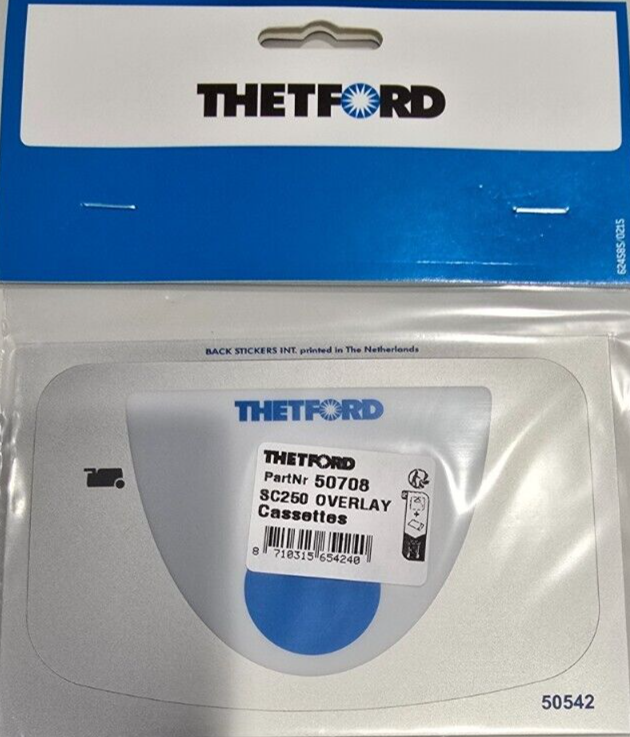 THETFORD
624585/0215
BACK STICKERS INT. printed in The Netherlands
THETFORD
THETFORD
PartNr 50708
SC250 OVERLAY
Cassettes
8 710315 654240
50542